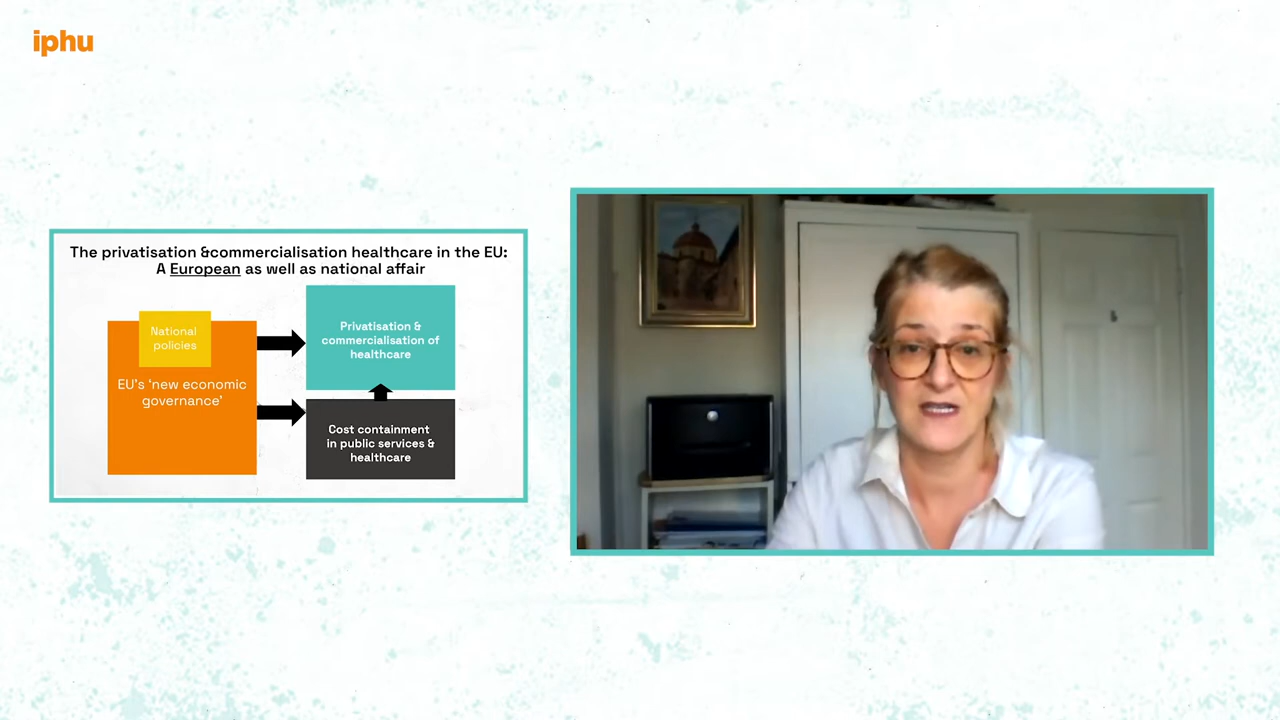 iphu
The privatisation &commercialisation healthcare in the EU:
A European as well as national affair
National
policies
EU's 'new economic
governance'
Privatisation &
commercialisation of
healthcare
Cost containment
in public services &
healthcare